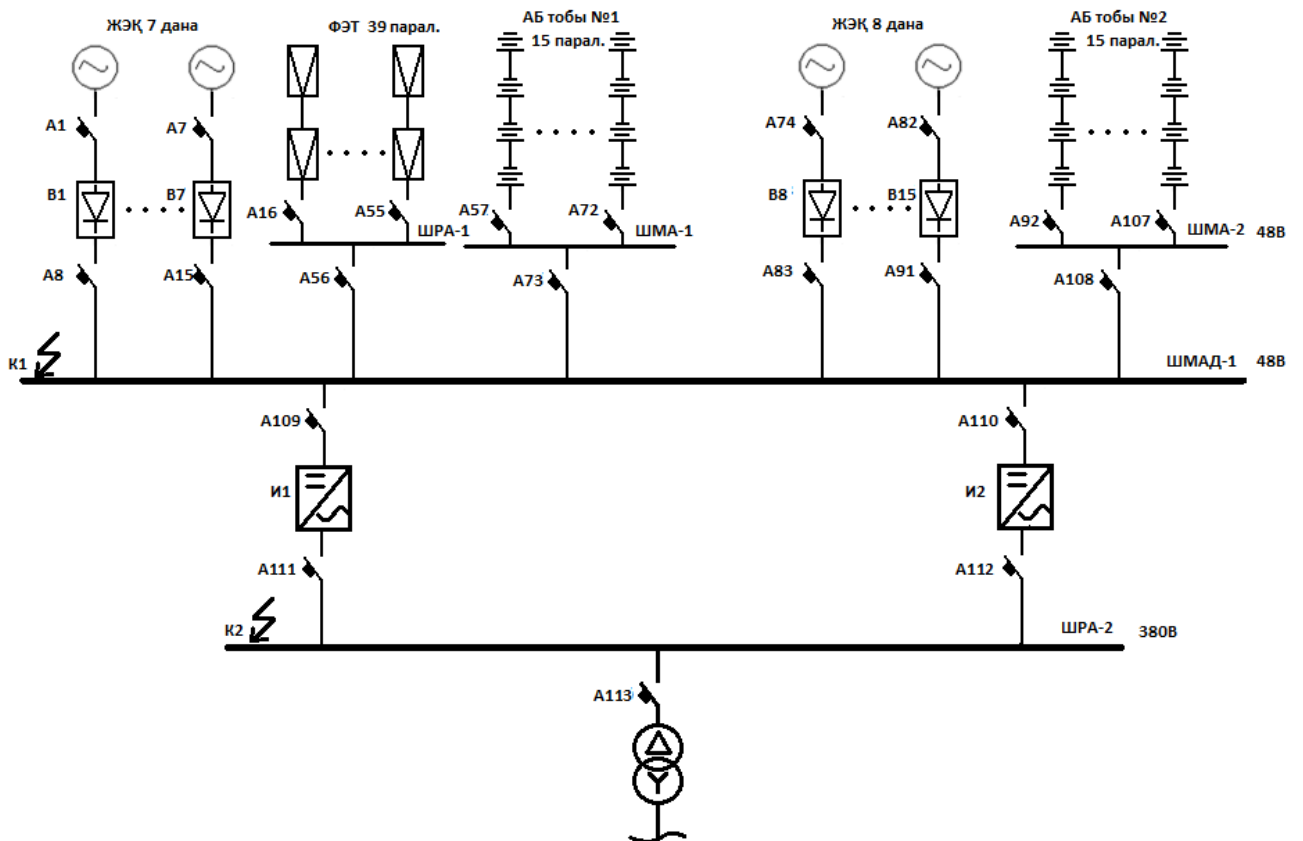 ЖЭҚ 7 дана
ФЭТ 39 парал.
АБ тобы №1
15 парал.
ЖЭҚ 8 дана
АБ тобы №2
15 парал.
А1
А7
А74
А82
В1
В7
В8
В15
А16
А55
А57
А72
А92
А107
ШРА-1
ШМА-1
ШМА-2
48В
А8
А15
А56
А73
А83
А91
А108
К1
ШМАД-1
48В
А109
А110
И1
И2
А111
А112
К2
ШРА-2
380В
А113